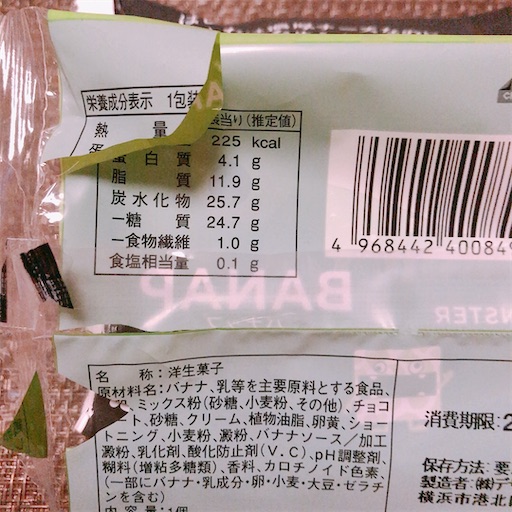 栄養成分表示 1包装当り(推定値)
熱量 225 kcal
蛋白質 4.1 g
脂質 11.9 g
炭水化物 25.7 g
―糖質 24.7 g
―食物繊維 1.0 g
食塩相当量 0.1 g
4 968442 40084
BANAP
NSTER
名称:洋生菓子
原材料名:バナナ、乳等を主要原料とする食品、
ミックス粉(砂糖、小麦粉、その他)、チョコ
ート、砂糖、クリーム、植物油脂、卵黄、ショー
トニング、小麦粉、澱粉、バナナソース/加工
澱粉、乳化剤、酸化防止剤(V.C)、pH調整剤、
糊料(増粘多糖類)、香料、カロチノイド色素
(一部にバナナ・乳成分・卵・小麦・大豆・ゼラチ
ンを含む)
内容量:1個
消費期限:2
保存方法:要
製造者:㈱デ
横浜市港北